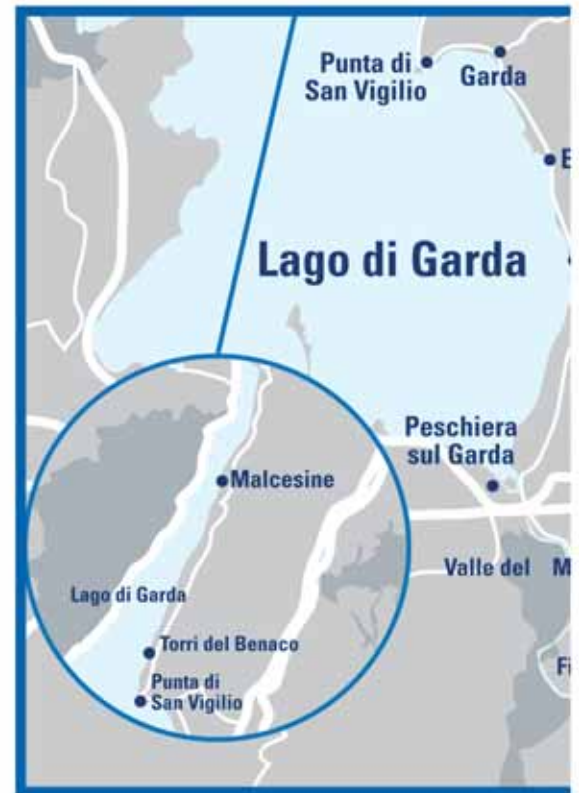 Punta di
San Vigilio
Garda
Lago di Garda
Peschiera
sul Garda
Valle del
Malcesine
Lago di Garda
Torri del Benaco
Punta di
San Vigilio